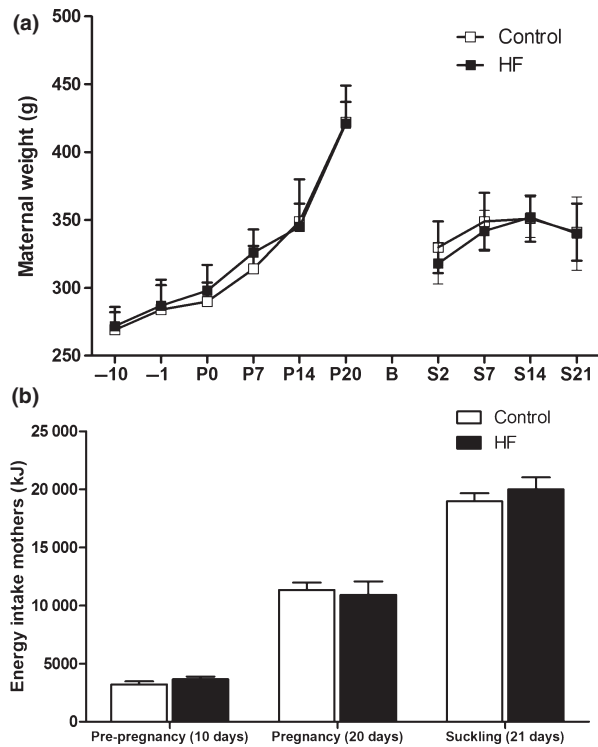 (a)
500
450
400
350
300
250
Maternal weight (g)
Control
HF
–10 –1 P0 P7 P14 P20 B S2 S7 S14 S21
(b)
25 000
20 000
15 000
10 000
5000
0
Energy intake mothers (kJ)
Control
HF
Pre-pregnancy (10 days) Pregnancy (20 days) Suckling (21 days)